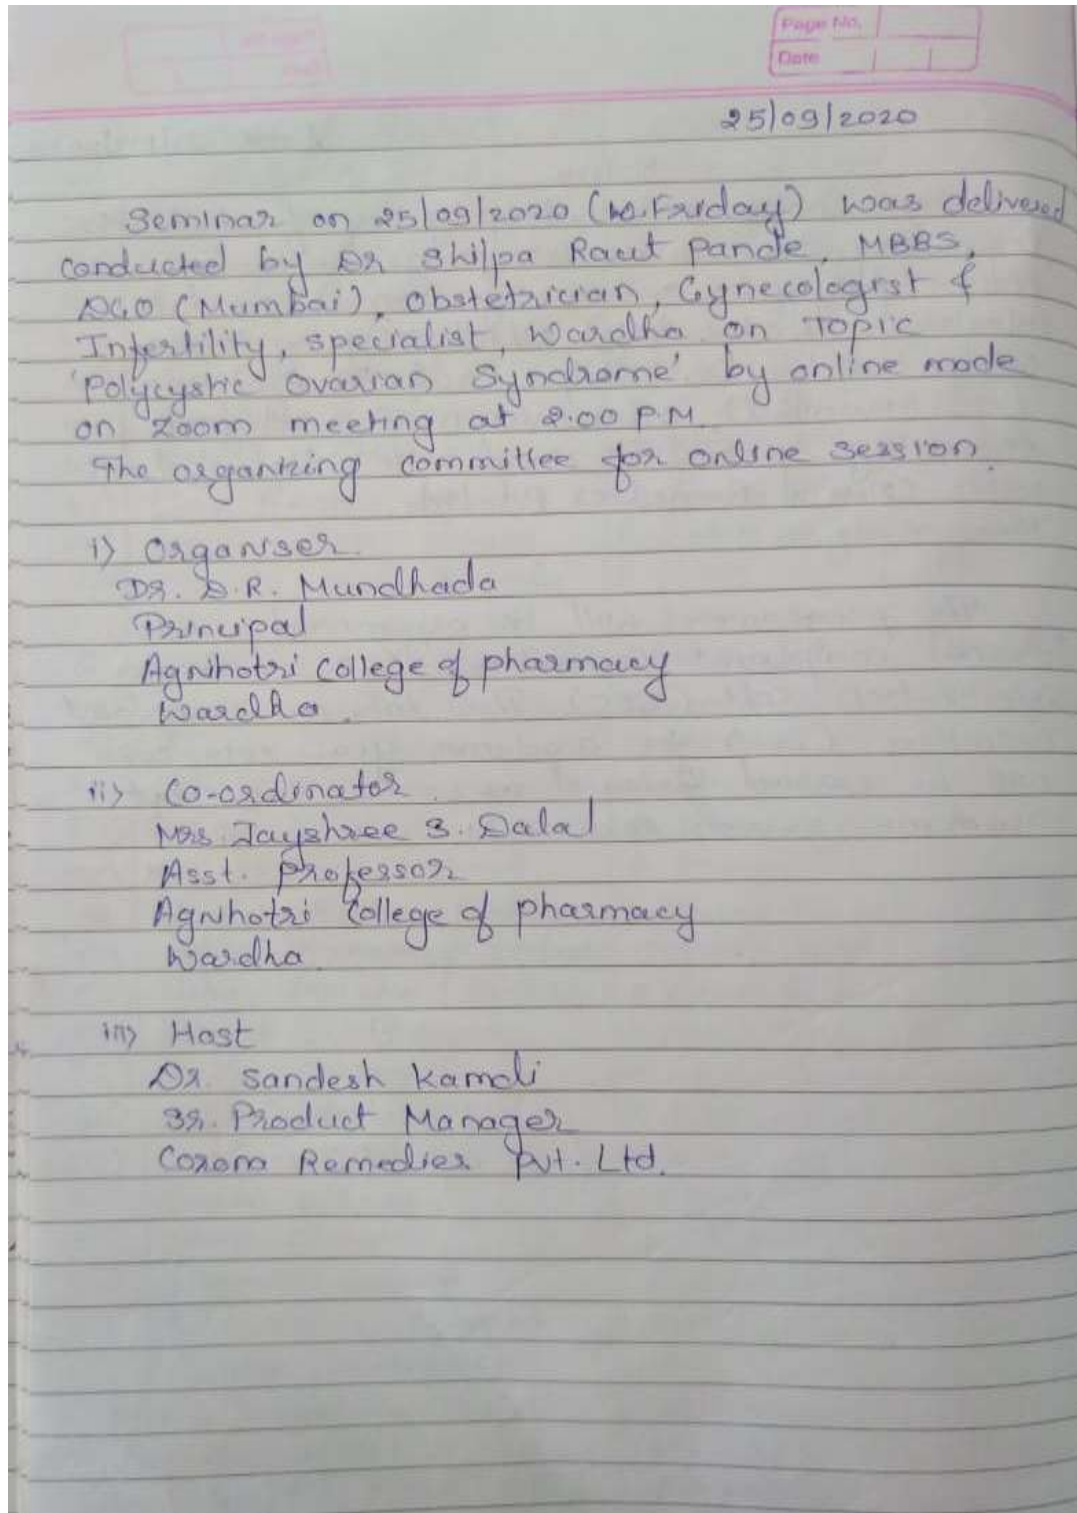 Page No.
Date
25/09/2020
Seminar on 25/09/2020 (Friday) was delivered
conducted by Dr Shilpa Raut Pande, MBBS,
DGO (Mumbai), Obstetrician, Gynecologist &
Infertility, specialist, Wardha on Topic
'Polycystic Ovarian Syndrome' by online mode
on Zoom meeting at 2.00 P.M.
The organizing committee for online session.
i) Organiser
Dr. D.R. Mundhada
Principal
Agnihotri College of pharmacy
Wardha.
ii) Co-ordinator.
Mrs. Jayshree S. Dalal
Asst. Professor
Agnihotri College of pharmacy
Wardha.
iii) Host
Dr. Sandesh Kamdi
Sr. Product Manager
Corona Remedies Pvt. Ltd.